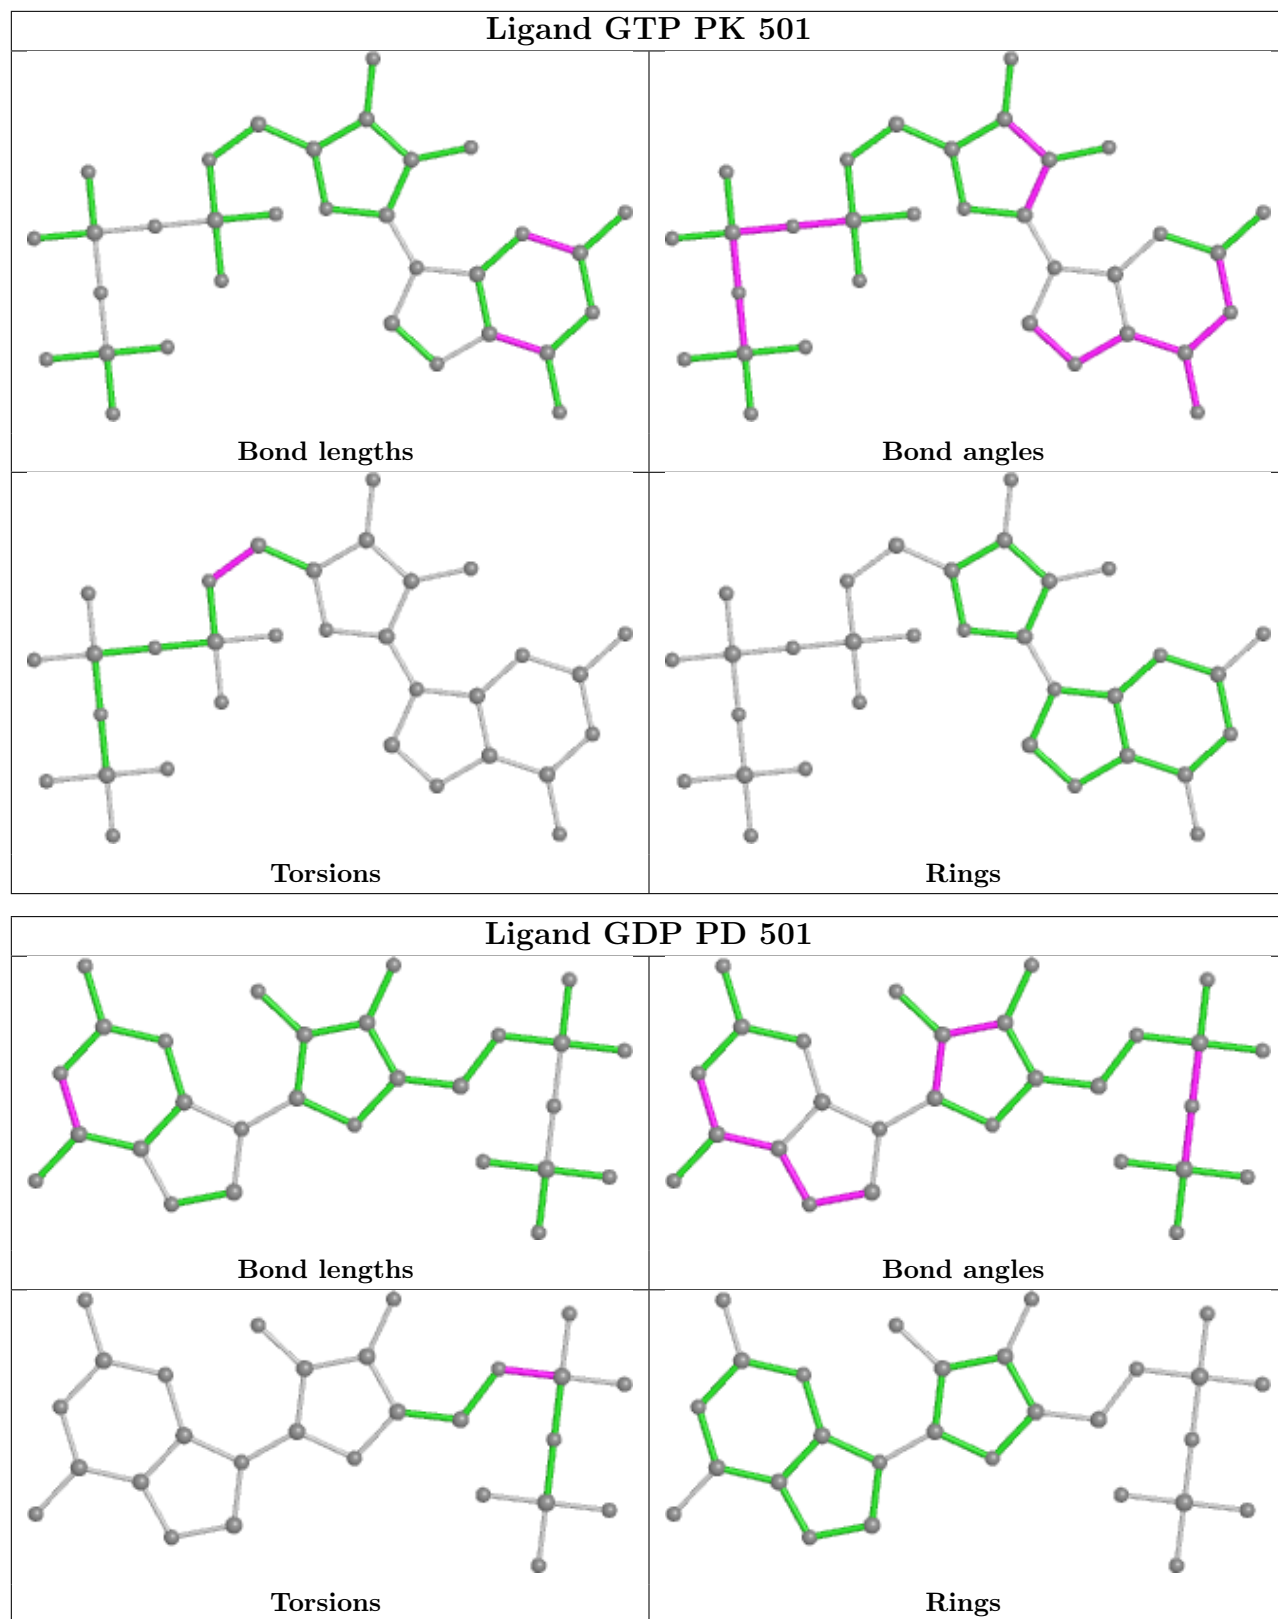 Ligand GTP PK 501
Bond lengths
Bond angles
Torsions
Rings
Ligand GDP PD 501
Bond lengths
Bond angles
Torsions
Rings